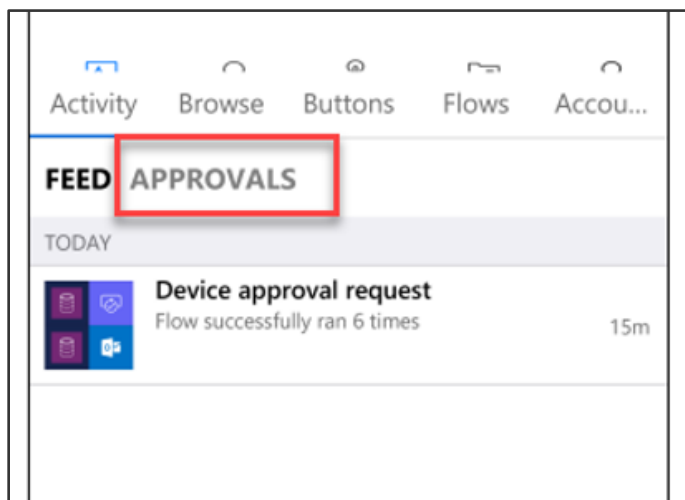 Activity Browse Buttons Flows Accou...
FEED APPROVALS
TODAY
Device approval request
Flow successfully ran 6 times
15m